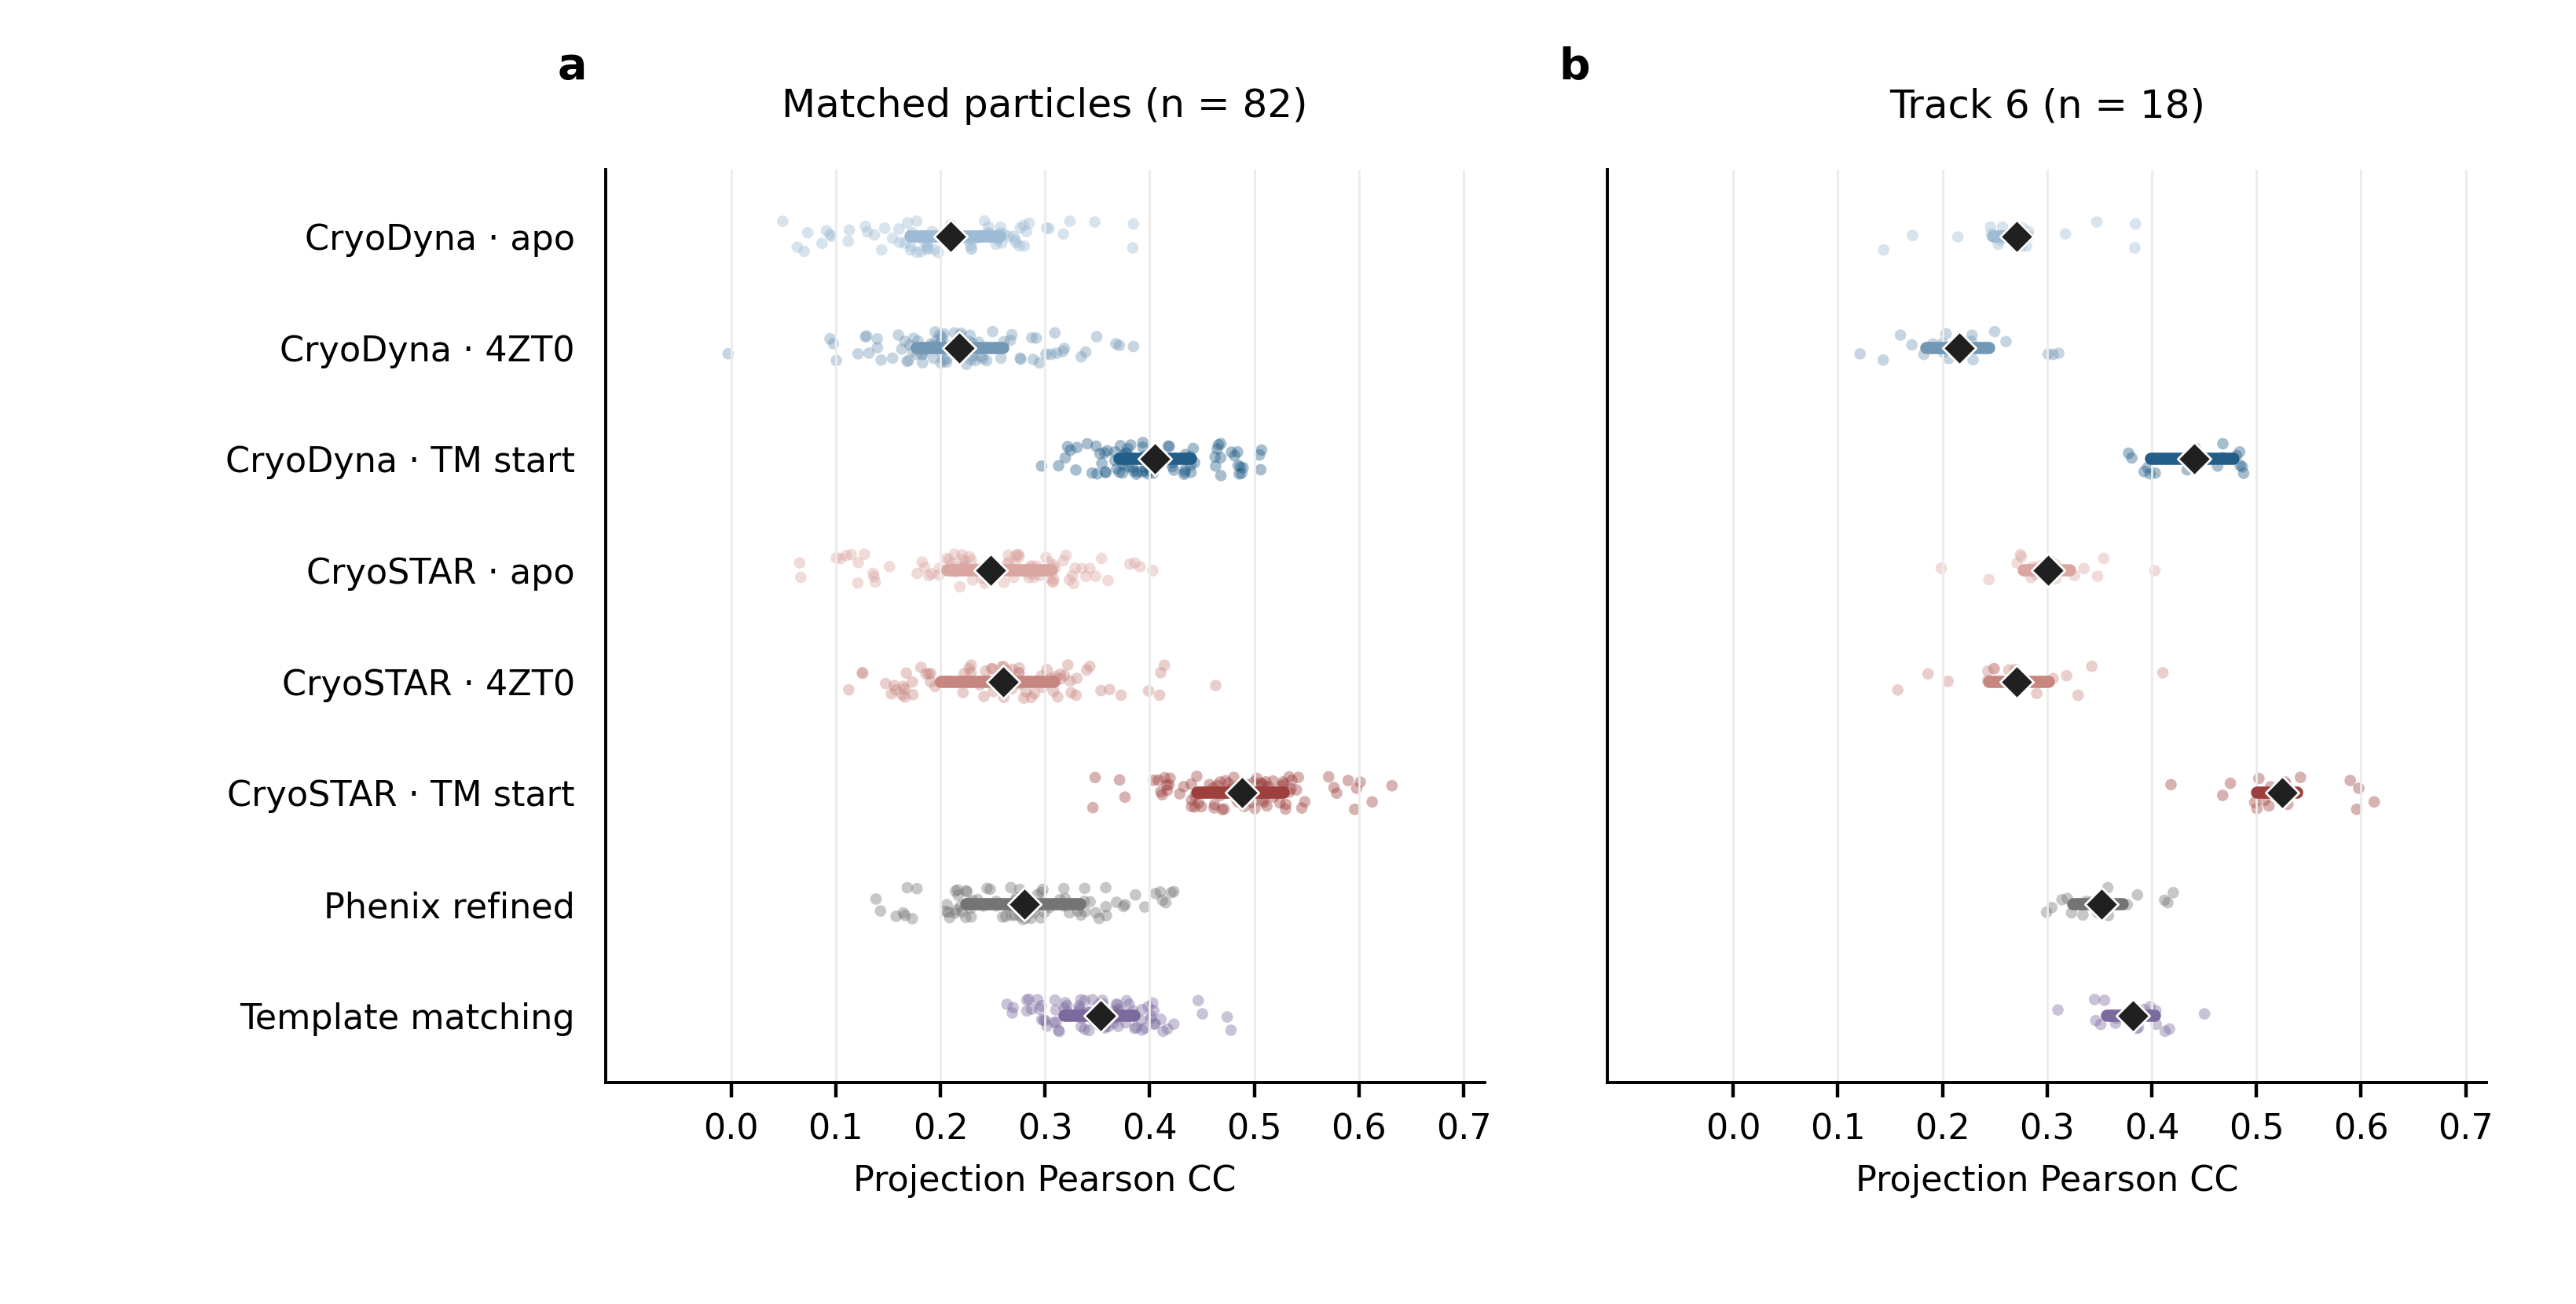 a
Matched particles (n = 82)
CryoDyna · apo
CryoDyna · 4ZT0
CryoDyna · TM start
CryoSTAR · apo
CryoSTAR · 4ZT0
CryoSTAR · TM start
Phenix refined
Template matching
0.0 0.1 0.2 0.3 0.4 0.5 0.6 0.7
Projection Pearson CC
b
Track 6 (n = 18)
0.0 0.1 0.2 0.3 0.4 0.5 0.6 0.7
Projection Pearson CC